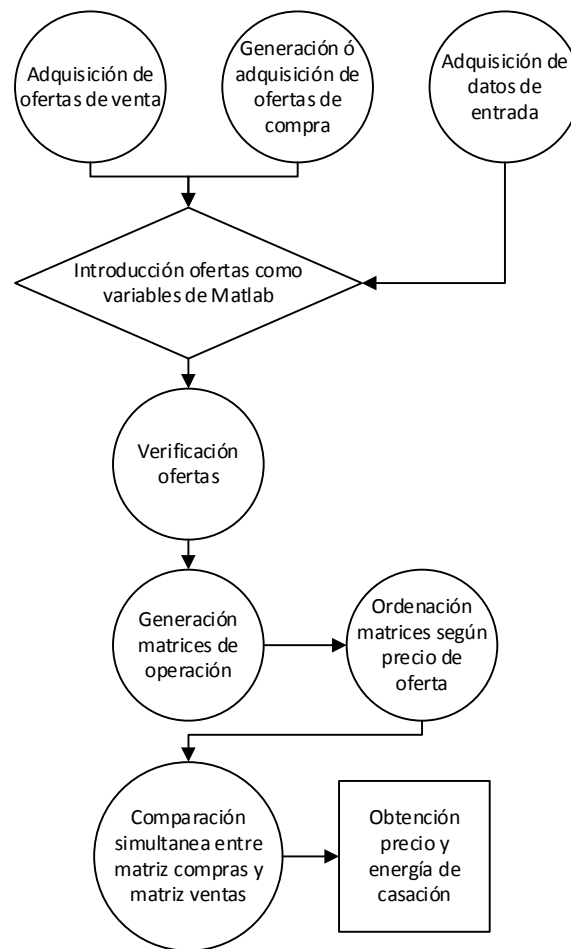 Adquisición de
ofertas de venta
Generación ó
adquisición de
ofertas de
compra
Adquisición de
datos de
entrada
Introducción ofertas como
variables de Matlab
Verificación
ofertas
Generación
matrices de
operación
Ordenación
matrices según
precio de
oferta
Comparación
simultanea entre
matriz compras y
matriz ventas
Obtención
precio y
energía de
casación